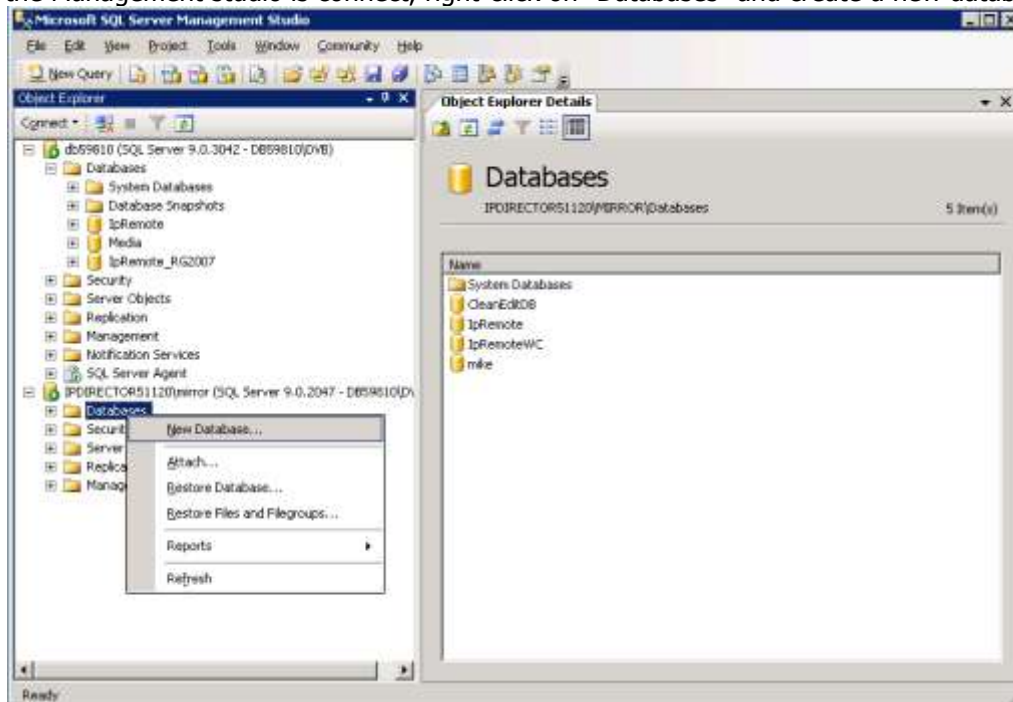 the Management Studio is connect, right-click on "Databases" and create a new datab
Microsoft SQL Server Management Studio
File Edit View Project Tools Window Community Help
New Query
Object Explorer
Connect
db59810 (SQL Server 9.0.3042 - DB59810\DVB)
Databases
System Databases
Database Snapshots
IpRemote
Media
IpRemote_RG2007
Security
Server Objects
Replication
Management
Notification Services
SQL Server Agent
IPDIRECTOR51120\mirror (SQL Server 9.0.2047 - DB59810\DV
Databases
Securit
Server
Replica
Manag
New Database...
Attach...
Restore Database...
Restore Files and Filegroups...
Reports
Refresh
Object Explorer Details
Databases
IPDIRECTOR51120\MIRROR\Databases
5 Item(s)
Name
System Databases
CleanEditDB
IpRemote
IpRemoteWC
mike
Ready